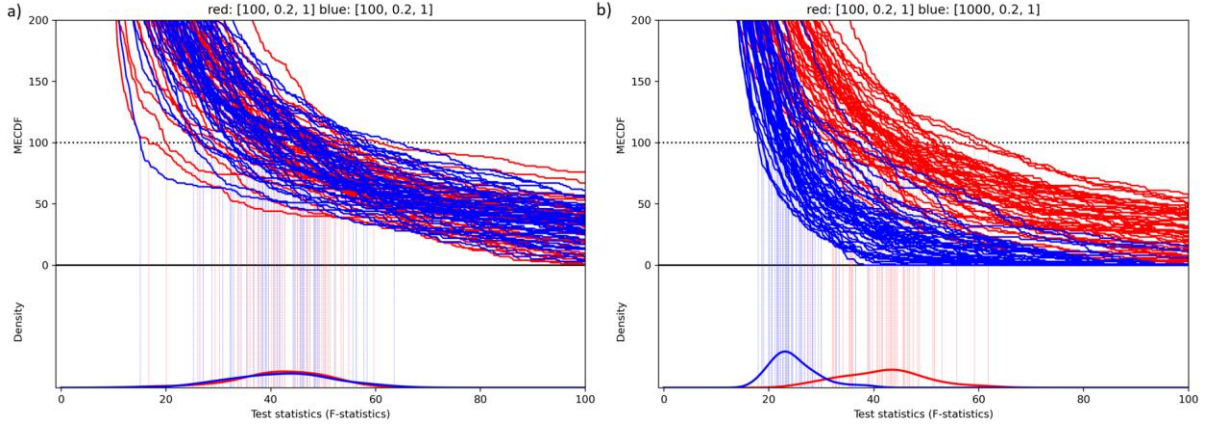 a)
red: [100, 0.2, 1] blue: [100, 0.2, 1]
200
150
100
50
0
MECDF
Density
0
20
40
60
80
100
Test statistics (F-statistics)
b)
red: [100, 0.2, 1] blue: [1000, 0.2, 1]
200
150
100
50
0
MECDF
Density
0
20
40
60
80
100
Test statistics (F-statistics)